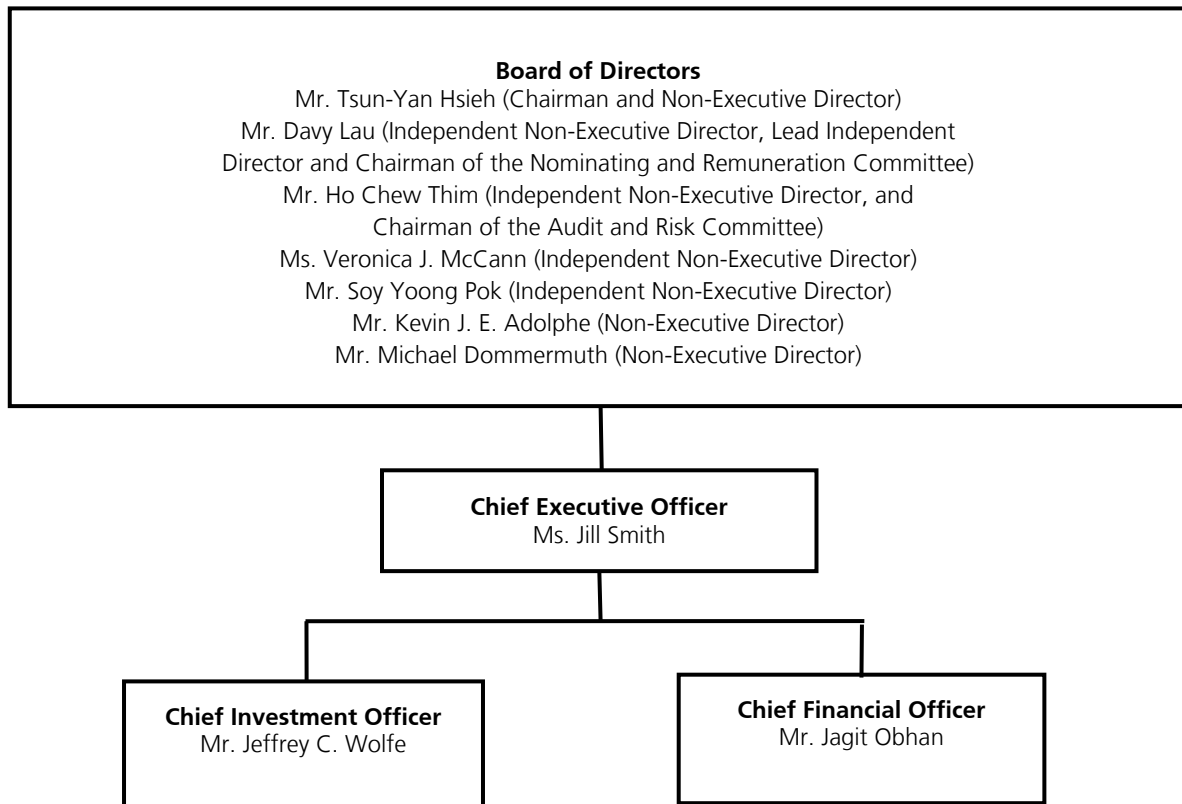 Board of Directors
Mr. Tsun-Yan Hsieh (Chairman and Non-Executive Director)
Mr. Davy Lau (Independent Non-Executive Director, Lead Independent
Director and Chairman of the Nominating and Remuneration Committee)
Mr. Ho Chew Thim (Independent Non-Executive Director, and
Chairman of the Audit and Risk Committee)
Ms. Veronica J. McCann (Independent Non-Executive Director)
Mr. Soy Yoong Pok (Independent Non-Executive Director)
Mr. Kevin J. E. Adolphe (Non-Executive Director)
Mr. Michael Dommermuth (Non-Executive Director)
Chief Executive Officer
Ms. Jill Smith
Chief Investment Officer
Mr. Jeffrey C. Wolfe
Chief Financial Officer
Mr. Jagit Obhan